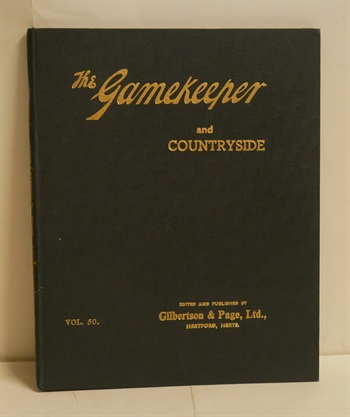 The Gamekeeper
and
COUNTRYSIDE
EDITED AND PUBLISHED BY
Gilbertson & Page, Ltd.,
HERTFORD, HERTS.
VOL. 50.